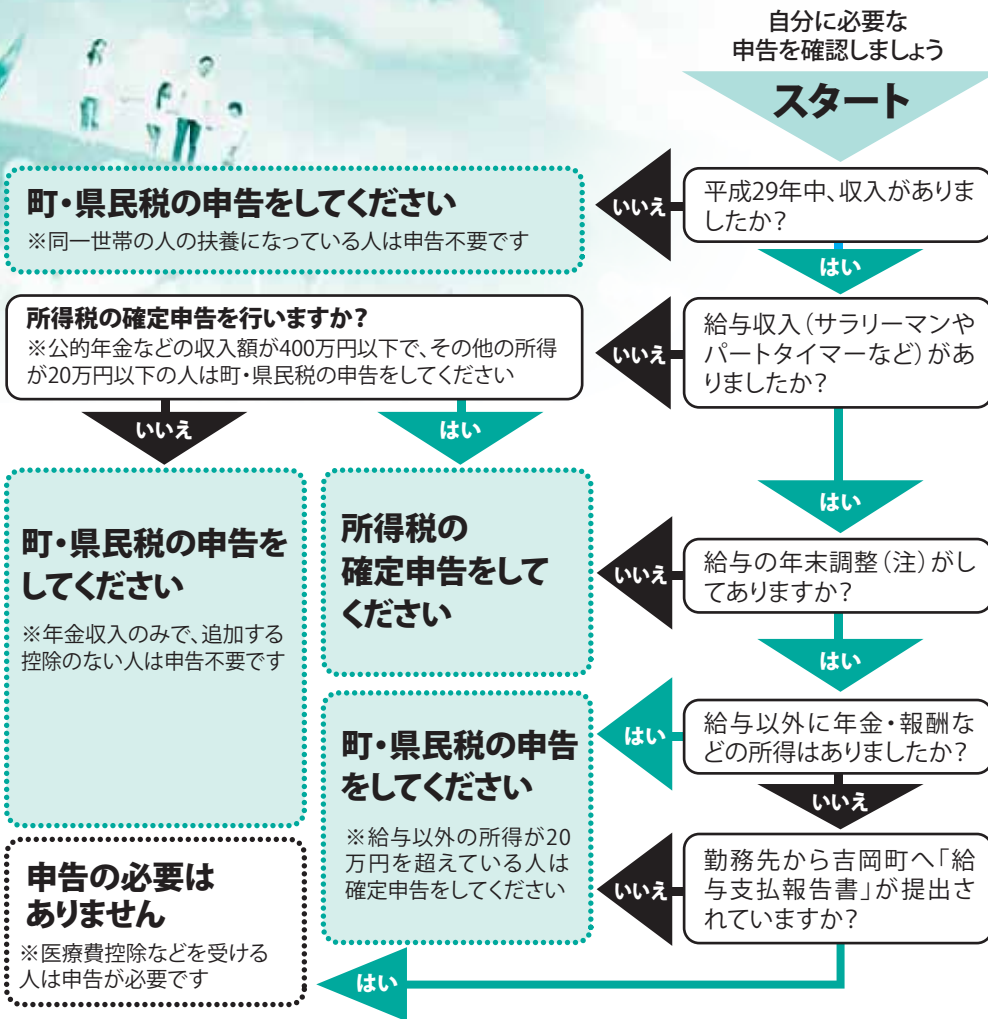 自分に必要な
申告を確認しましょう
スタート
平成29年中、収入がありま
したか?
いいえ
はい
町・県民税の申告をしてください
※同一世帯の人の扶養になっている人は申告不要です
給与収入(サラリーマンや
パートタイマーなど)があ
りましたか?
いいえ
はい
所得税の確定申告を行いますか?
※公的年金などの収入額が400万円以下で、その他の所得
が20万円以下の人は町・県民税の申告をしてください
いいえ
はい
町・県民税の申告を
してください
※年金収入のみで、追加する
控除のない人は申告不要です
所得税の
確定申告をして
ください
給与の年末調整(注)がし
てありますか?
いいえ
はい
給与以外に年金・報酬な
どの所得はありましたか?
はい
いいえ
町・県民税の申告
をしてください
※給与以外の所得が20
万円を超えている人は
確定申告をしてください
勤務先から吉岡町へ「給
与支払報告書」が提出さ
れていますか?
いいえ
はい
申告の必要は
ありません
※医療費控除などを受ける
人は申告が必要です